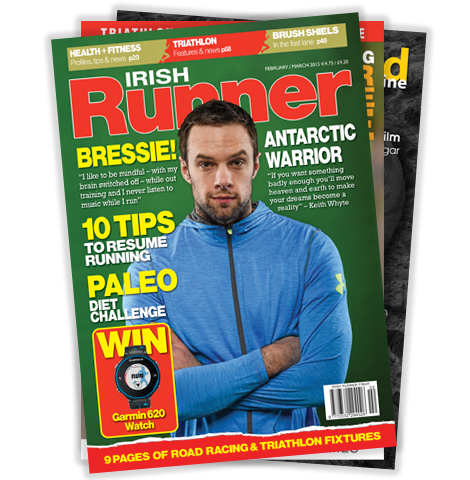 TRIATHLON
HEALTH + FITNESS
Profiles, tips & news p20
TRIATHLON
Features & news p58
BRUSH SHIELS
In the fast lane p48
FEBRUARY / MARCH 2015 €4.75 / £4.20
IRISH
Runner
BRESSIE!
"I like to be mindful – with my
brain switched off – while out
training and I never listen to
music while I run"
ANTARCTIC
WARRIOR
"If you want something
badly enough you'll move
heaven and earth to make
your dreams become a
reality" – Keith Whyte
10 TIPS
TO RESUME
RUNNING
PALEO
DIET
CHALLENGE
WIN
Garmin 620
Watch
9 PAGES OF ROAD RACING & TRIATHLON FIXTURES